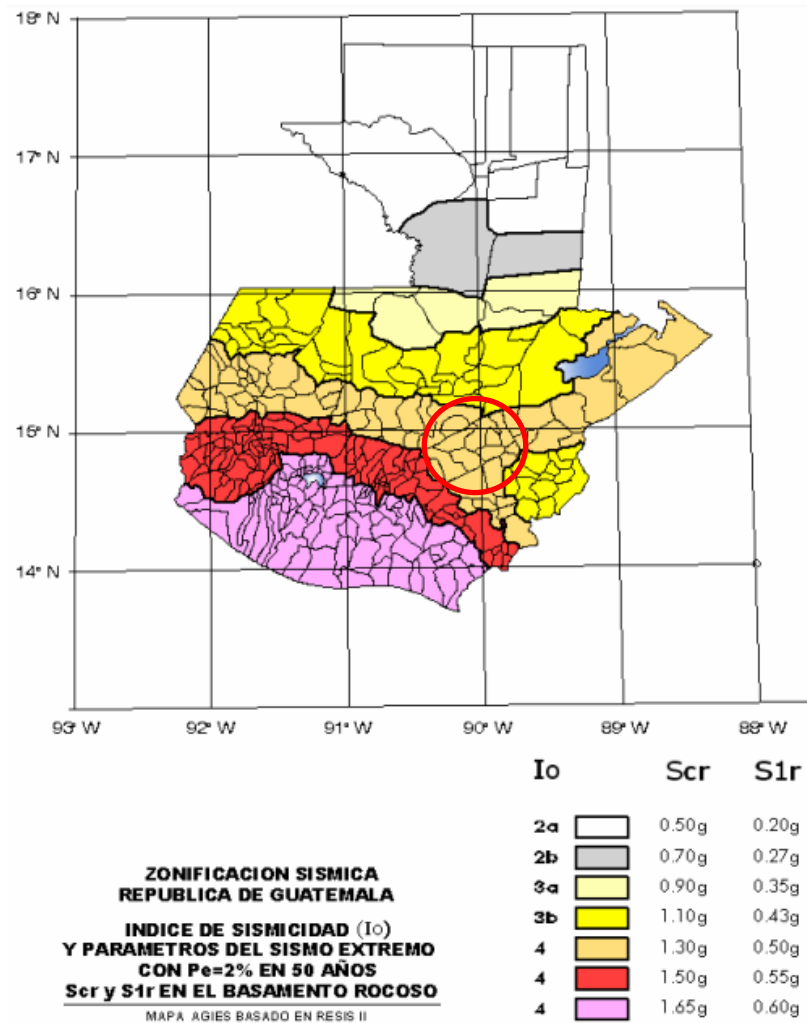 18° N
17° N
16° N
15° N
14° N
93° W 92° W 91° W 90° W 89° W 88° W
Io Scr S1r
2a 0.50g 0.20g
2b 0.70g 0.27g
3a 0.90g 0.35g
3b 1.10g 0.43g
4 1.30g 0.50g
4 1.50g 0.55g
4 1.65g 0.60g
ZONIFICACION SISMICA
REPUBLICA DE GUATEMALA
INDICE DE SISMICIDAD (Io)
Y PARAMETROS DEL SISMO EXTREMO
CON Pe=2% EN 50 AÑOS
Scr y S1r EN EL BASAMENTO ROCOSO
MAPA AGIES BASADO EN RESIS II